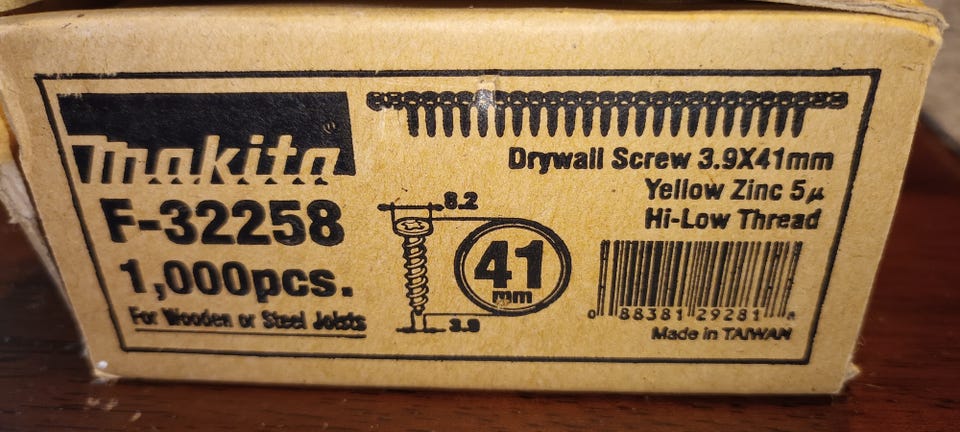 makita®
F-32258
1,000pcs.
For Wooden or Steel Joists
Drywall Screw 3.9X41mm
Yellow Zinc 5μ
Hi-Low Thread
8.2
41
mm
3.9
0 88381 29281
Made in TAIWAN